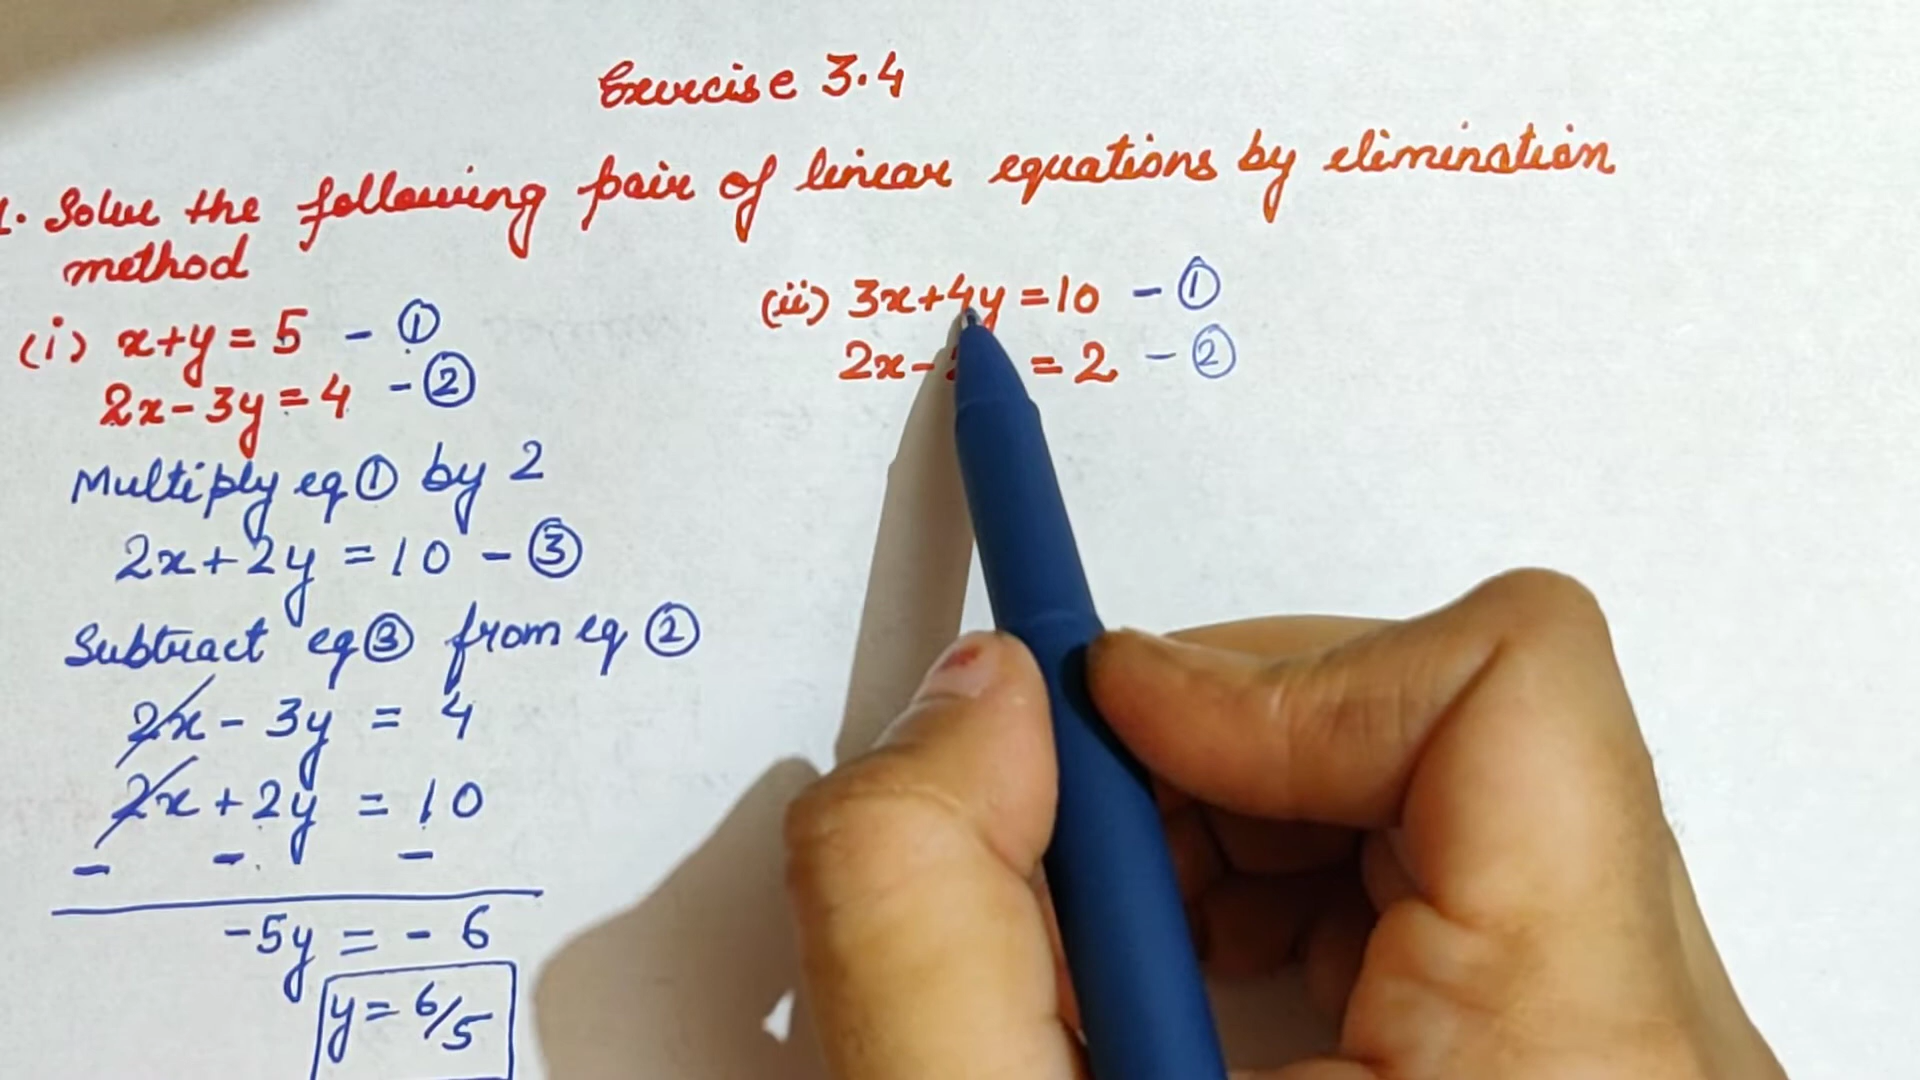 Exercise 3.4
1. Solve the following pair of linear equations by elimination
method
(i) x+y = 5 - ①
2x-3y = 4 - ②
Multiply eq ① by 2
2x+2y = 10 - ③
Subtract eq ③ from eq ②
2x - 3y = 4
2x + 2y = 10
- - -
-5y = - 6
y = 6/5
(ii) 3x+4y = 10 - ①
2x- = 2 - ②